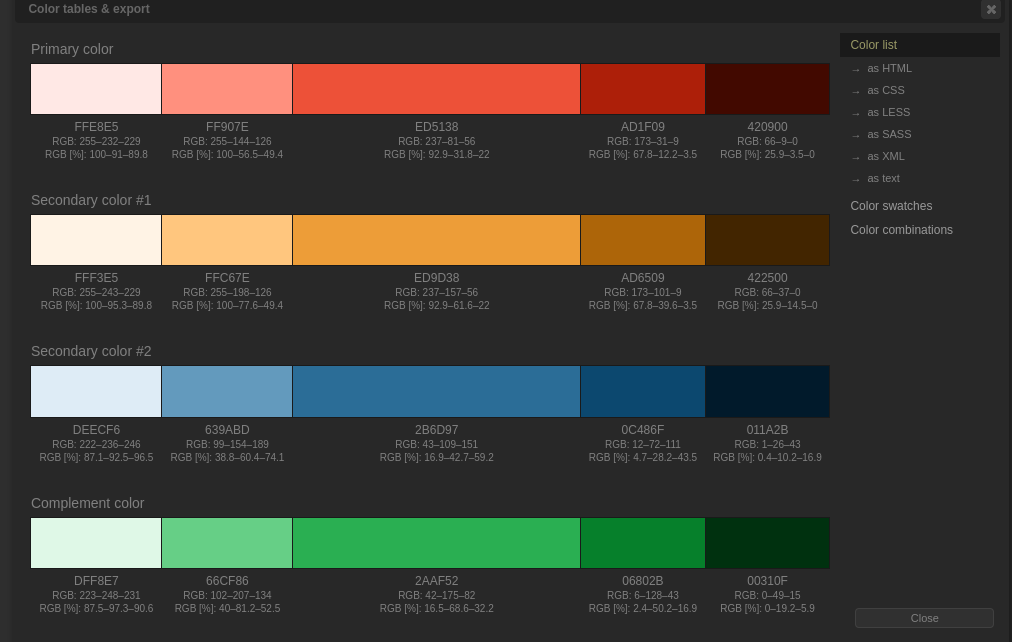 Color tables & export
Primary color
FFE8E5 FF907E ED5138 AD1F09 420900
RGB: 255–232–229 RGB: 255–144–126 RGB: 237–81–56 RGB: 173–31–9 RGB: 66–9–0
RGB [%]: 100–91–89.8 RGB [%]: 100–56.5–49.4 RGB [%]: 92.9–31.8–22 RGB [%]: 67.8–12.2–3.5 RGB [%]: 25.9–3.5–0
Secondary color #1
FFF3E5 FFC67E ED9D38 AD6509 422500
RGB: 255–243–229 RGB: 255–198–126 RGB: 237–157–56 RGB: 173–101–9 RGB: 66–37–0
RGB [%]: 100–95.3–89.8 RGB [%]: 100–77.6–49.4 RGB [%]: 92.9–61.6–22 RGB [%]: 67.8–39.6–3.5 RGB [%]: 25.9–14.5–0
Secondary color #2
DEECF6 639ABD 2B6D97 0C486F 011A2B
RGB: 222–236–246 RGB: 99–154–189 RGB: 43–109–151 RGB: 12–72–111 RGB: 1–26–43
RGB [%]: 87.1–92.5–96.5 RGB [%]: 38.8–60.4–74.1 RGB [%]: 16.9–42.7–59.2 RGB [%]: 4.7–28.2–43.5 RGB [%]: 0.4–10.2–16.9
Complement color
DFF8E7 66CF86 2AAF52 06802B 00310F
RGB: 223–248–231 RGB: 102–207–134 RGB: 42–175–82 RGB: 6–128–43 RGB: 0–49–15
RGB [%]: 87.5–97.3–90.6 RGB [%]: 40–81.2–52.5 RGB [%]: 16.5–68.6–32.2 RGB [%]: 2.4–50.2–16.9 RGB [%]: 0–19.2–5.9
Color list
→ as HTML
→ as CSS
→ as LESS
→ as SASS
→ as XML
→ as text
Color swatches
Color combinations
Close